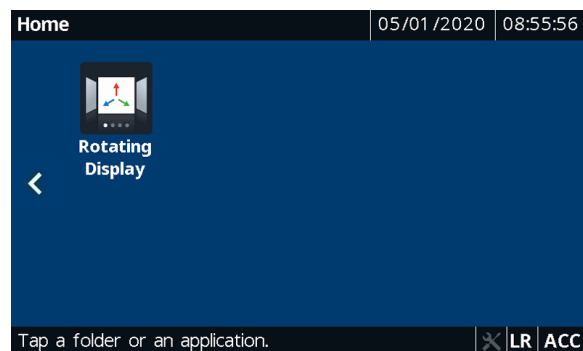 Home 05/01/2020 08:55:56
Rotating
Display
Tap a folder or an application. LR ACC